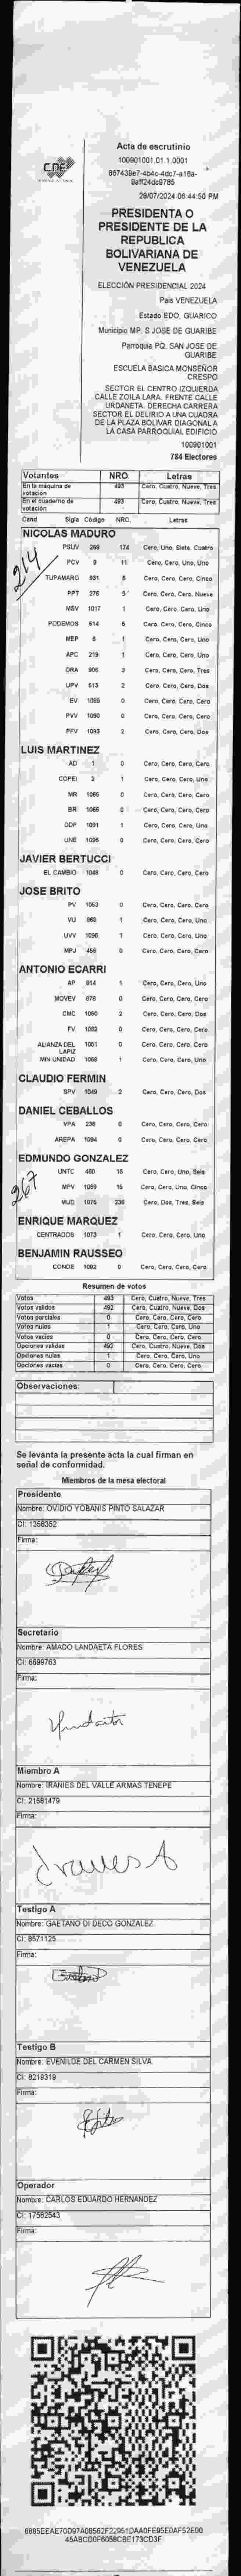 CDE
Acta de escrutinio
100901001.01.1.0001
867439e7-4b4c-4dc7-a16a-
9aff24dc9785
28/07/2024 06:44:50 PM
PRESIDENTA O
PRESIDENTE DE LA
REPUBLICA
BOLIVARIANA DE
VENEZUELA
ELECCIÓN PRESIDENCIAL 2024
País VENEZUELA
Estado EDO. GUARICO
Municipio MP. S JOSE DE GUARIBE
Parroquia PQ. SAN JOSE DE
GUARIBE
ESCUELA BASICA MONSEÑOR
CRESPO
SECTOR EL CENTRO IZQUIERDA
CALLE ZOILA LARA. FRENTE CALLE
URDANETA. DERECHA CARRERA
SECTOR EL DELIRIO A UNA CUADRA
DE LA PLAZA BOLIVAR DIAGONAL A
LA CASA PARROQUIAL EDIFICIO
100901001
784 Electores
Votantes NRO. Letras
En la máquina de votación 493 Cero, Cuatro, Nueve, Tres
En el cuaderno de votación 493 Cero, Cuatro, Nueve, Tres
Cand Sigla Código NRO. Letras
NICOLAS MADURO
214
PSUV 269 174 Cero, Uno, Siete, Cuatro
PCV 9 11 Cero, Cero, Uno, Uno
TUPAMARO 931 5 Cero, Cero, Cero, Cinco
PPT 276 9 Cero, Cero, Cero, Nueve
MSV 1017 1 Cero, Cero, Cero, Uno
PODEMOS 514 5 Cero, Cero, Cero, Cinco
MEP 6 1 Cero, Cero, Cero, Uno
APC 219 1 Cero, Cero, Cero, Uno
ORA 906 3 Cero, Cero, Cero, Tres
UPV 513 2 Cero, Cero, Cero, Dos
EV 1089 0 Cero, Cero, Cero, Cero
PVV 1090 0 Cero, Cero, Cero, Cero
PFV 1093 2 Cero, Cero, Cero, Dos
LUIS MARTINEZ
AD 1 0 Cero, Cero, Cero, Cero
COPEI 2 1 Cero, Cero, Cero, Uno
MR 1065 0 Cero, Cero, Cero, Cero
BR 1066 0 Cero, Cero, Cero, Cero
DDP 1091 1 Cero, Cero, Cero, Uno
UNE 1095 0 Cero, Cero, Cero, Cero
JAVIER BERTUCCI
EL CAMBIO 1048 0 Cero, Cero, Cero, Cero
JOSE BRITO
PV 1063 0 Cero, Cero, Cero, Cero
VU 968 1 Cero, Cero, Cero, Uno
UVV 1096 1 Cero, Cero, Cero, Uno
MPJ 455 0 Cero, Cero, Cero, Cero
ANTONIO ECARRI
AP 814 1 Cero, Cero, Cero, Uno
MOVEV 878 0 Cero, Cero, Cero, Cero
CMC 1060 2 Cero, Cero, Cero, Dos
FV 1082 0 Cero, Cero, Cero, Cero
ALIANZA DEL LAPIZ 1051 0 Cero, Cero, Cero, Cero
MIN UNIDAD 1068 1 Cero, Cero, Cero, Uno
CLAUDIO FERMIN
SPV 1049 2 Cero, Cero, Cero, Dos
DANIEL CEBALLOS
VPA 236 0 Cero, Cero, Cero, Cero
AREPA 1094 0 Cero, Cero, Cero, Cero
EDMUNDO GONZALEZ
267
UNTC 460 16 Cero, Cero, Uno, Seis
MPV 1069 15 Cero, Cero, Uno, Cinco
MUD 1075 236 Cero, Dos, Tres, Seis
ENRIQUE MARQUEZ
CENTRADOS 1073 1 Cero, Cero, Cero, Uno
BENJAMIN RAUSSEO
CONDE 1092 0 Cero, Cero, Cero, Cero
Resumen de votos
Votos 493 Cero, Cuatro, Nueve, Tres
Votos validos 492 Cero, Cuatro, Nueve, Dos
Votos parciales 0 Cero, Cero, Cero, Cero
Votos nulos 1 Cero, Cero, Cero, Uno
Votos vacios 0 Cero, Cero, Cero, Cero
Opciones validas 492 Cero, Cuatro, Nueve, Dos
Opciones nulas 1 Cero, Cero, Cero, Uno
Opciones vacias 0 Cero, Cero, Cero, Cero
Observaciones:
Se levanta la presente acta la cual firman en
señal de conformidad.
Miembros de la mesa electoral
Presidente
Nombre: OVIDIO YOBANIS PINTO SALAZAR
CI: 1358352
Firma:
Secretario
Nombre: AMADO LANDAETA FLORES
CI: 6699763
Firma:
Miembro A
Nombre: IRANIES DEL VALLE ARMAS TENEPE
CI: 21581479
Firma:
Testigo A
Nombre: GAETANO DI DECO GONZALEZ
CI: 8571125
Firma:
Testigo B
Nombre: EVENILDE DEL CARMEN SILVA
CI: 8218319
Firma:
Operador
Nombre: CARLOS EDUARDO HERNANDEZ
CI: 17582543
Firma:
6885EEAE70D97A08562F22951DAA0FE95E0AF52E00
45ABCD0F6058CBE173CD3F